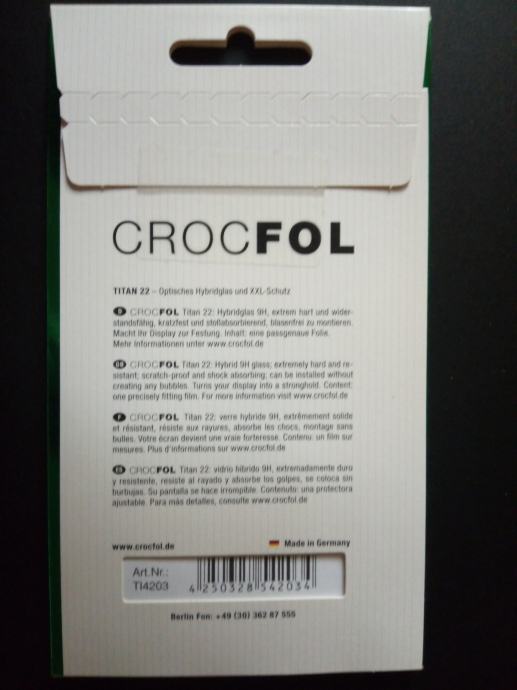 CROCFOL
TITAN 22 – Optisches Hybridglas und XXL-Schutz
D CROCFOL Titan 22: Hybridglas 9H, extrem hart und wider-
standsfähig, kratzfest und stoßabsorbierend, blasenfrei zu montieren.
Macht Ihr Display zur Festung. Inhalt: eine passgenaue Folie.
Mehr Informationen unter www.crocfol.de
GB CROCFOL Titan 22: Hybrid 9H glass; extremely hard and re-
sistant; scratch-proof and shock absorbing; can be installed without
creating any bubbles. Turns your display into a stronghold. Content:
one precisely fitting film. For more information visit www.crocfol.de
F CROCFOL Titan 22: verre hybride 9H, extrêmement solide
et résistant, résiste aux rayures, absorbe les chocs, montage sans
bulles. Votre écran devient une vraie forteresse. Contenu: un film sur
mesures. Plus d'informations sur www.crocfol.de
ES CROCFOL Titan 22: vidrio híbrido 9H, extremadamente duro
y resistente, resiste al rayado y absorbe los golpes, se coloca sin
burbujas. Su pantalla se hace irrompible. Contenuto: una protectora
ajustable. Para más detalles, consulte www.crocfol.de
www.crocfol.de
Made in Germany
Art.Nr.:
TI4203
4 250328 542034
Berlin Fon: +49 (30) 362 87 555